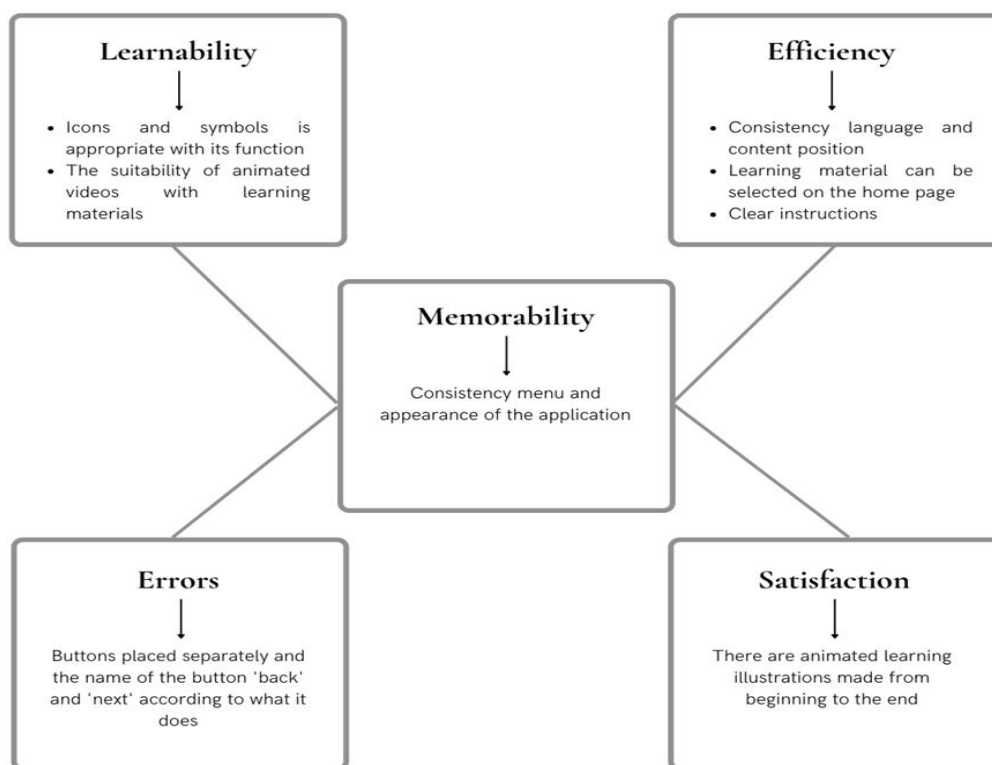 Learnability
• Icons and symbols is
appropriate with its function
• The suitability of animated
videos with learning
materials
Efficiency
• Consistency language and
content position
• Learning material can be
selected on the home page
• Clear instructions
Memorability
Consistency menu and
appearance of the application
Errors
Buttons placed separately and
the name of the button 'back'
and 'next' according to what it
does
Satisfaction
There are animated learning
illustrations made from
beginning to the end